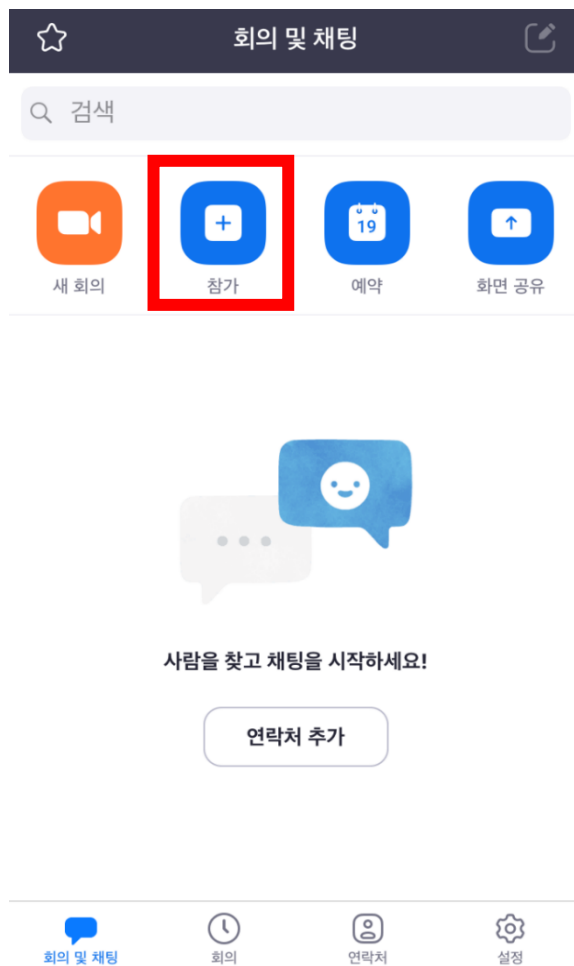 회의 및 채팅
검색
19
새 회의 참가 예약 화면 공유
사람을 찾고 채팅을 시작하세요!
연락처 추가
회의 및 채팅 회의 연락처 설정